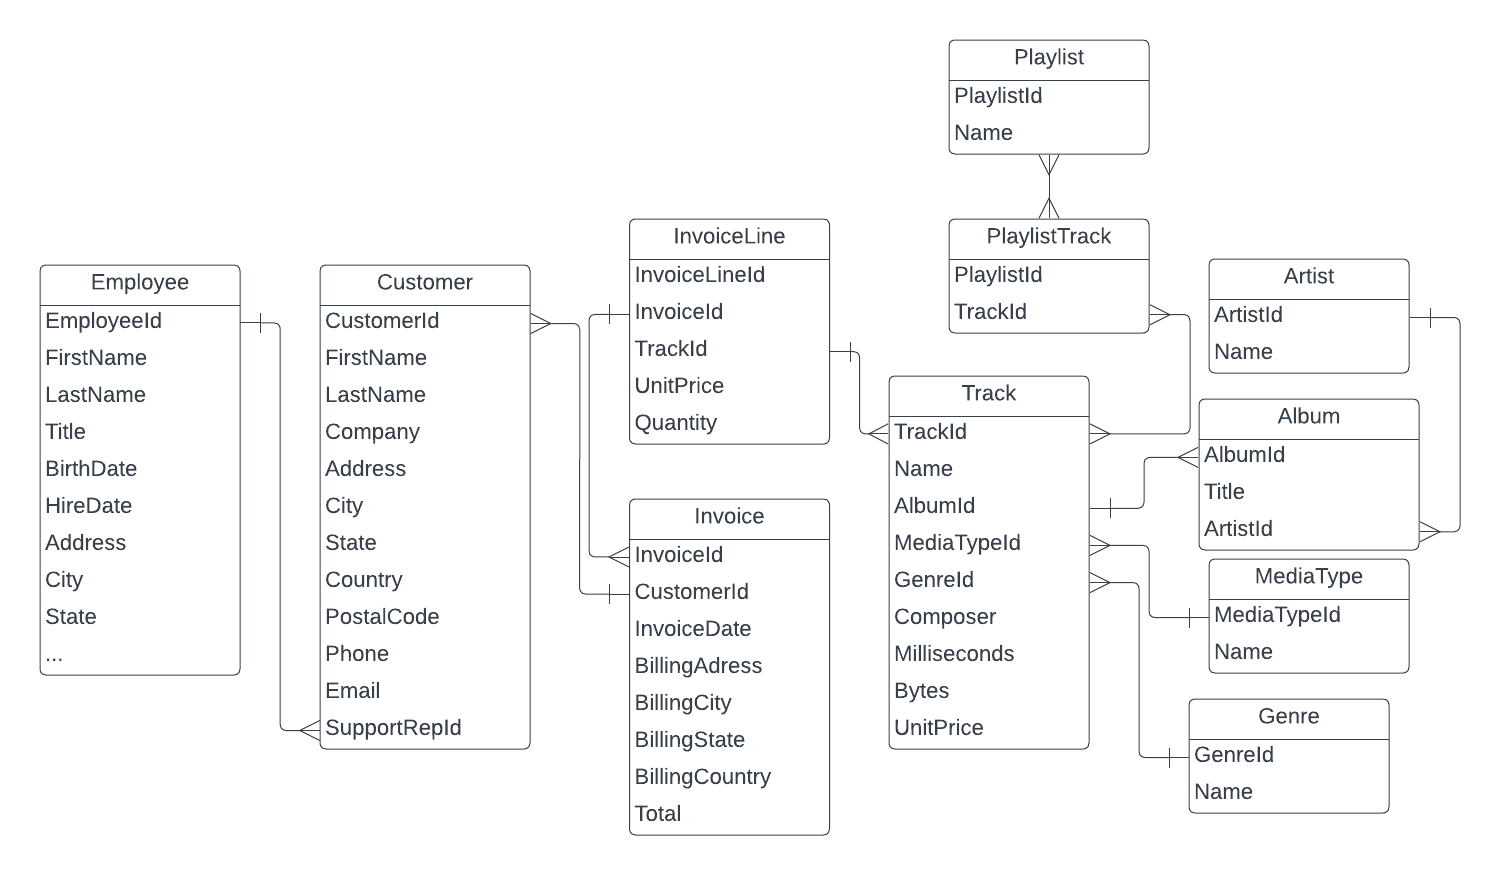 Playlist
PlaylistId
Name
PlaylistTrack
PlaylistId
TrackId
InvoiceLine
InvoiceLineId
InvoiceId
TrackId
UnitPrice
Quantity
Employee
EmployeeId
FirstName
LastName
Title
BirthDate
HireDate
Address
City
State
...
Customer
CustomerId
FirstName
LastName
Company
Address
City
State
Country
PostalCode
Phone
Email
SupportRepId
Invoice
InvoiceId
CustomerId
InvoiceDate
BillingAdress
BillingCity
BillingState
BillingCountry
Total
Track
TrackId
Name
AlbumId
MediaTypeId
GenreId
Composer
Milliseconds
Bytes
UnitPrice
Artist
ArtistId
Name
Album
AlbumId
Title
ArtistId
MediaType
MediaTypeId
Name
Genre
GenreId
Name